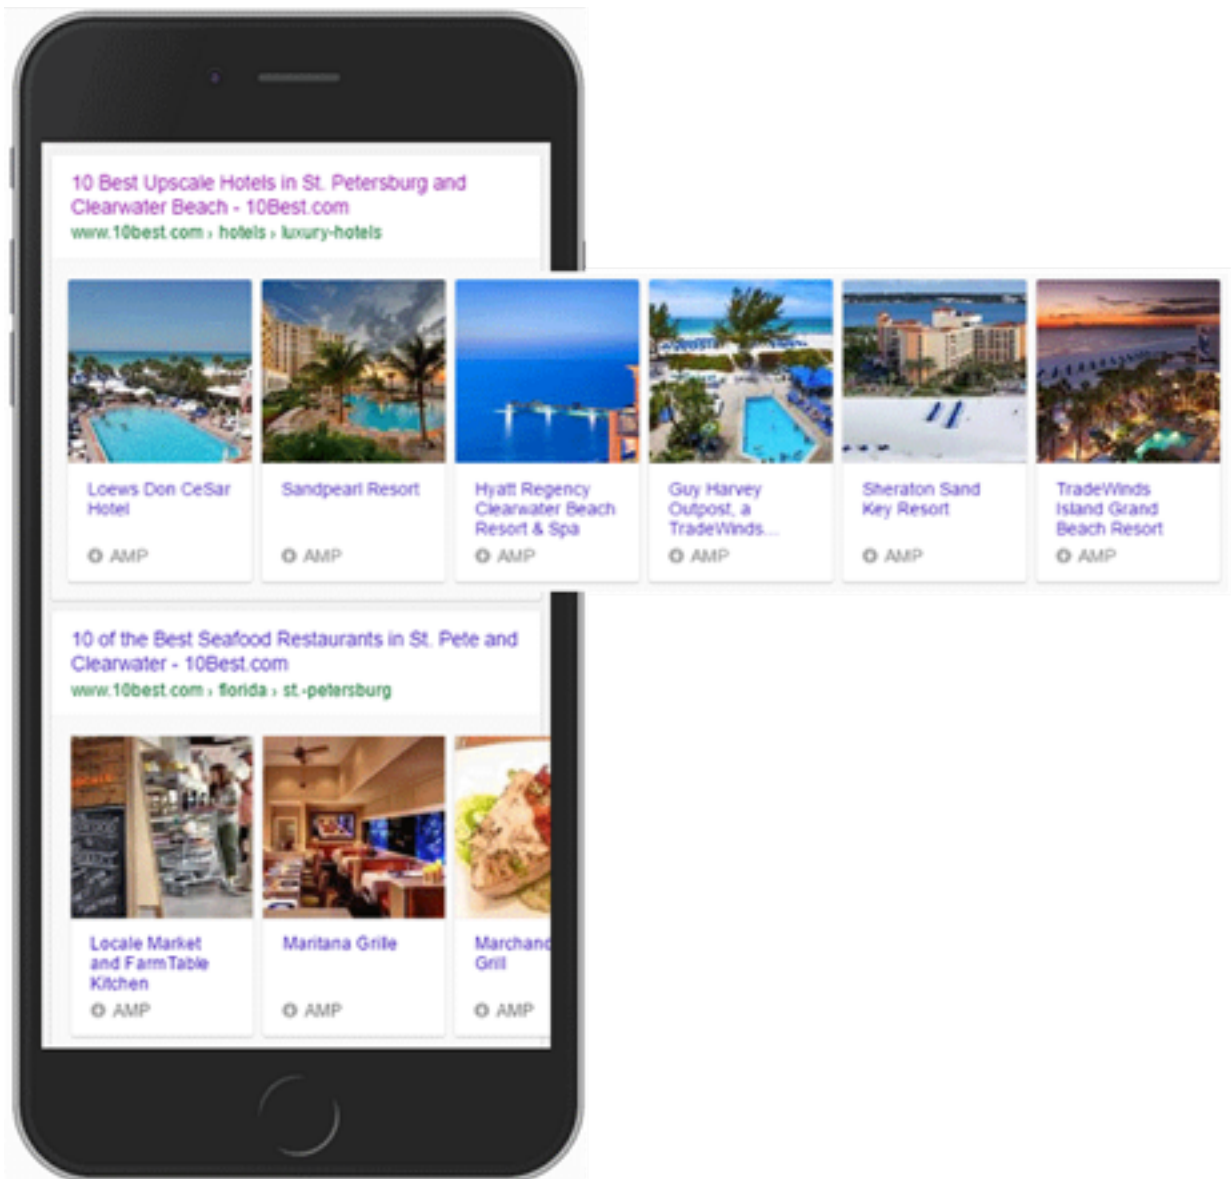 10 Best Upscale Hotels in St. Petersburg and
Clearwater Beach - 10Best.com
www.10best.com › hotels › luxury-hotels
Loews Don CeSar
Hotel
AMP
Sandpearl Resort
AMP
Hyatt Regency
Clearwater Beach
Resort & Spa
AMP
Guy Harvey
Outpost, a
TradeWinds...
AMP
Sheraton Sand
Key Resort
AMP
TradeWinds
Island Grand
Beach Resort
AMP
10 of the Best Seafood Restaurants in St. Pete and
Clearwater - 10Best.com
www.10best.com › florida › st.-petersburg
Locale Market
and FarmTable
Kitchen
AMP
Maritana Grille
AMP
Marchand
Grill
AMP